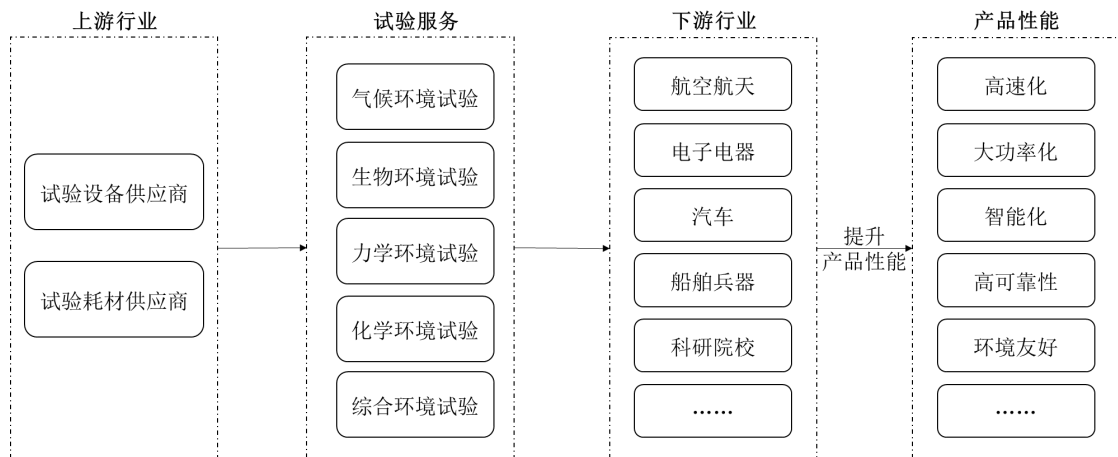 上游行业
试验设备供应商
试验耗材供应商
试验服务
气候环境试验
生物环境试验
力学环境试验
化学环境试验
综合环境试验
下游行业
航空航天
电子电器
汽车
船舶兵器
科研院校
……
提升
产品性能
产品性能
高速化
大功率化
智能化
高可靠性
环境友好
……